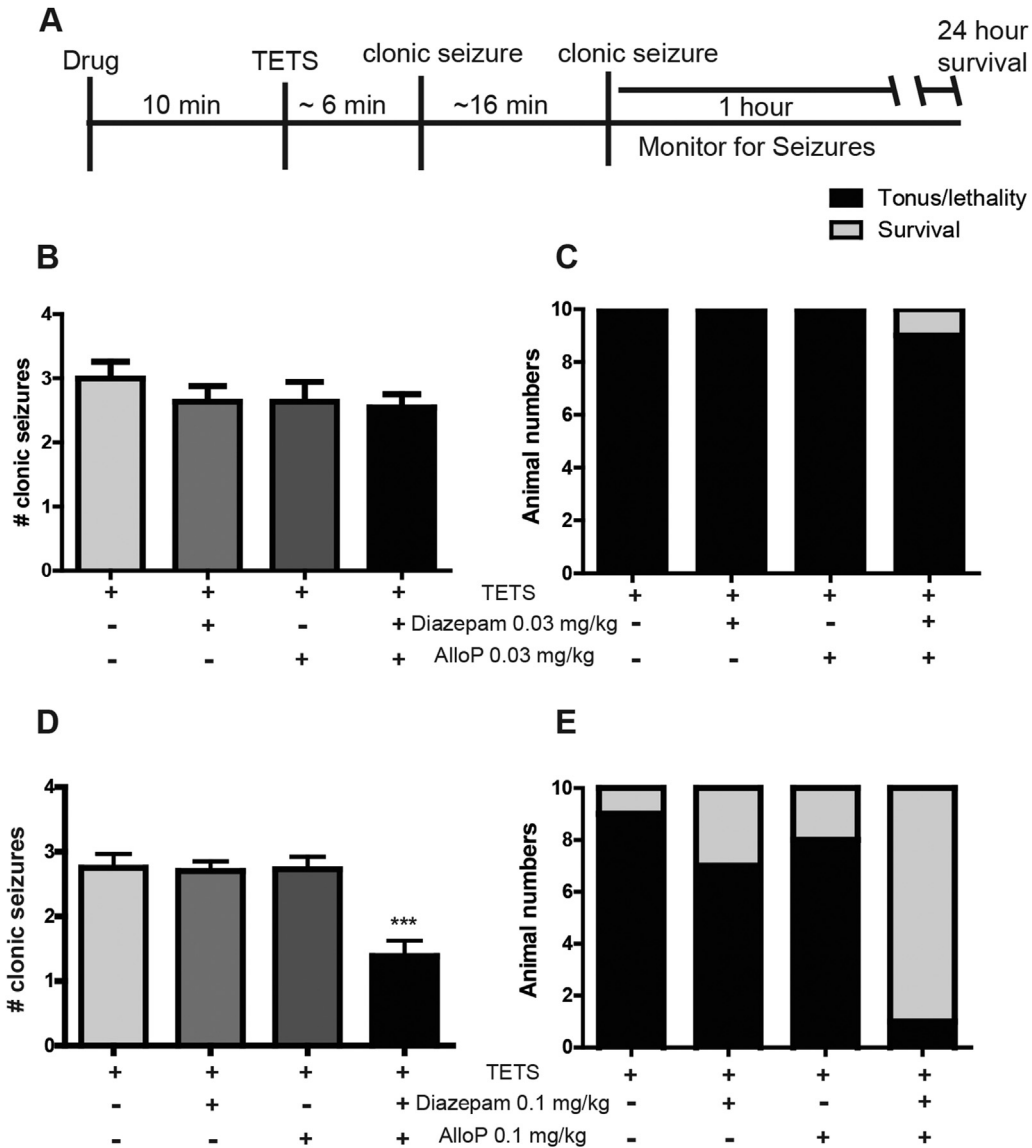 A
24 hour
survival
Drug
TETS
clonic seizure
clonic seizure
10 min
~ 6 min
~16 min
1 hour
Monitor for Seizures
Tonus/lethality
Survival
B
# clonic seizures
4
3
2
1
0
C
Animal numbers
10
8
6
4
2
0
+ + + + TETS + + + +
- + - + Diazepam 0.03 mg/kg - + - +
- - + + AlloP 0.03 mg/kg - - + +
D
# clonic seizures
4
3
2
1
0
***
E
Animal numbers
10
8
6
4
2
0
+ + + + TETS + + + +
- + - + Diazepam 0.1 mg/kg - + - +
- - + + AlloP 0.1 mg/kg - - + +